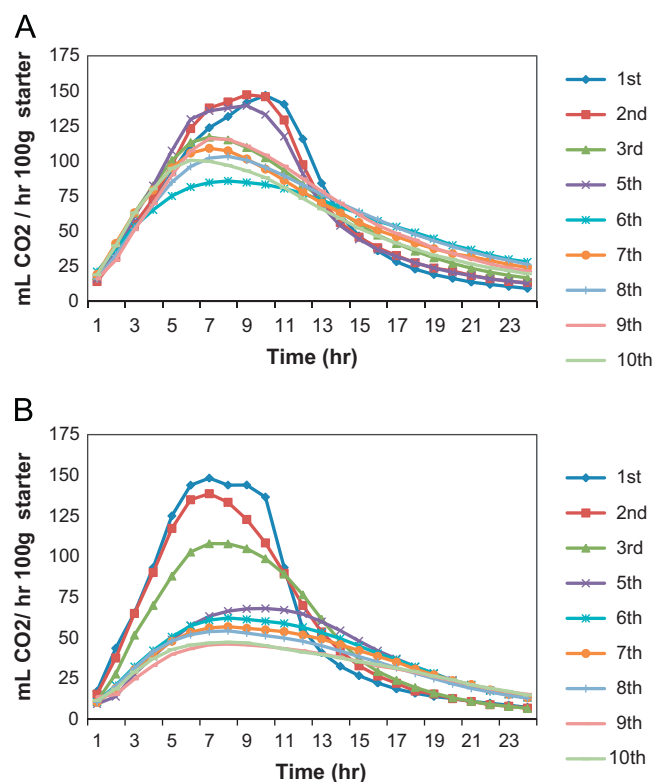 A
mL CO2 / hr 100g starter
175
150
125
100
75
50
25
0
1 3 5 7 9 11 13 15 17 19 21 23
Time (hr)
1st
2nd
3rd
5th
6th
7th
8th
9th
10th
B
mL CO2/ hr 100g starter
175
150
125
100
75
50
25
0
1 3 5 7 9 11 13 15 17 19 21 23
Time (hr)
1st
2nd
3rd
5th
6th
7th
8th
9th
10th